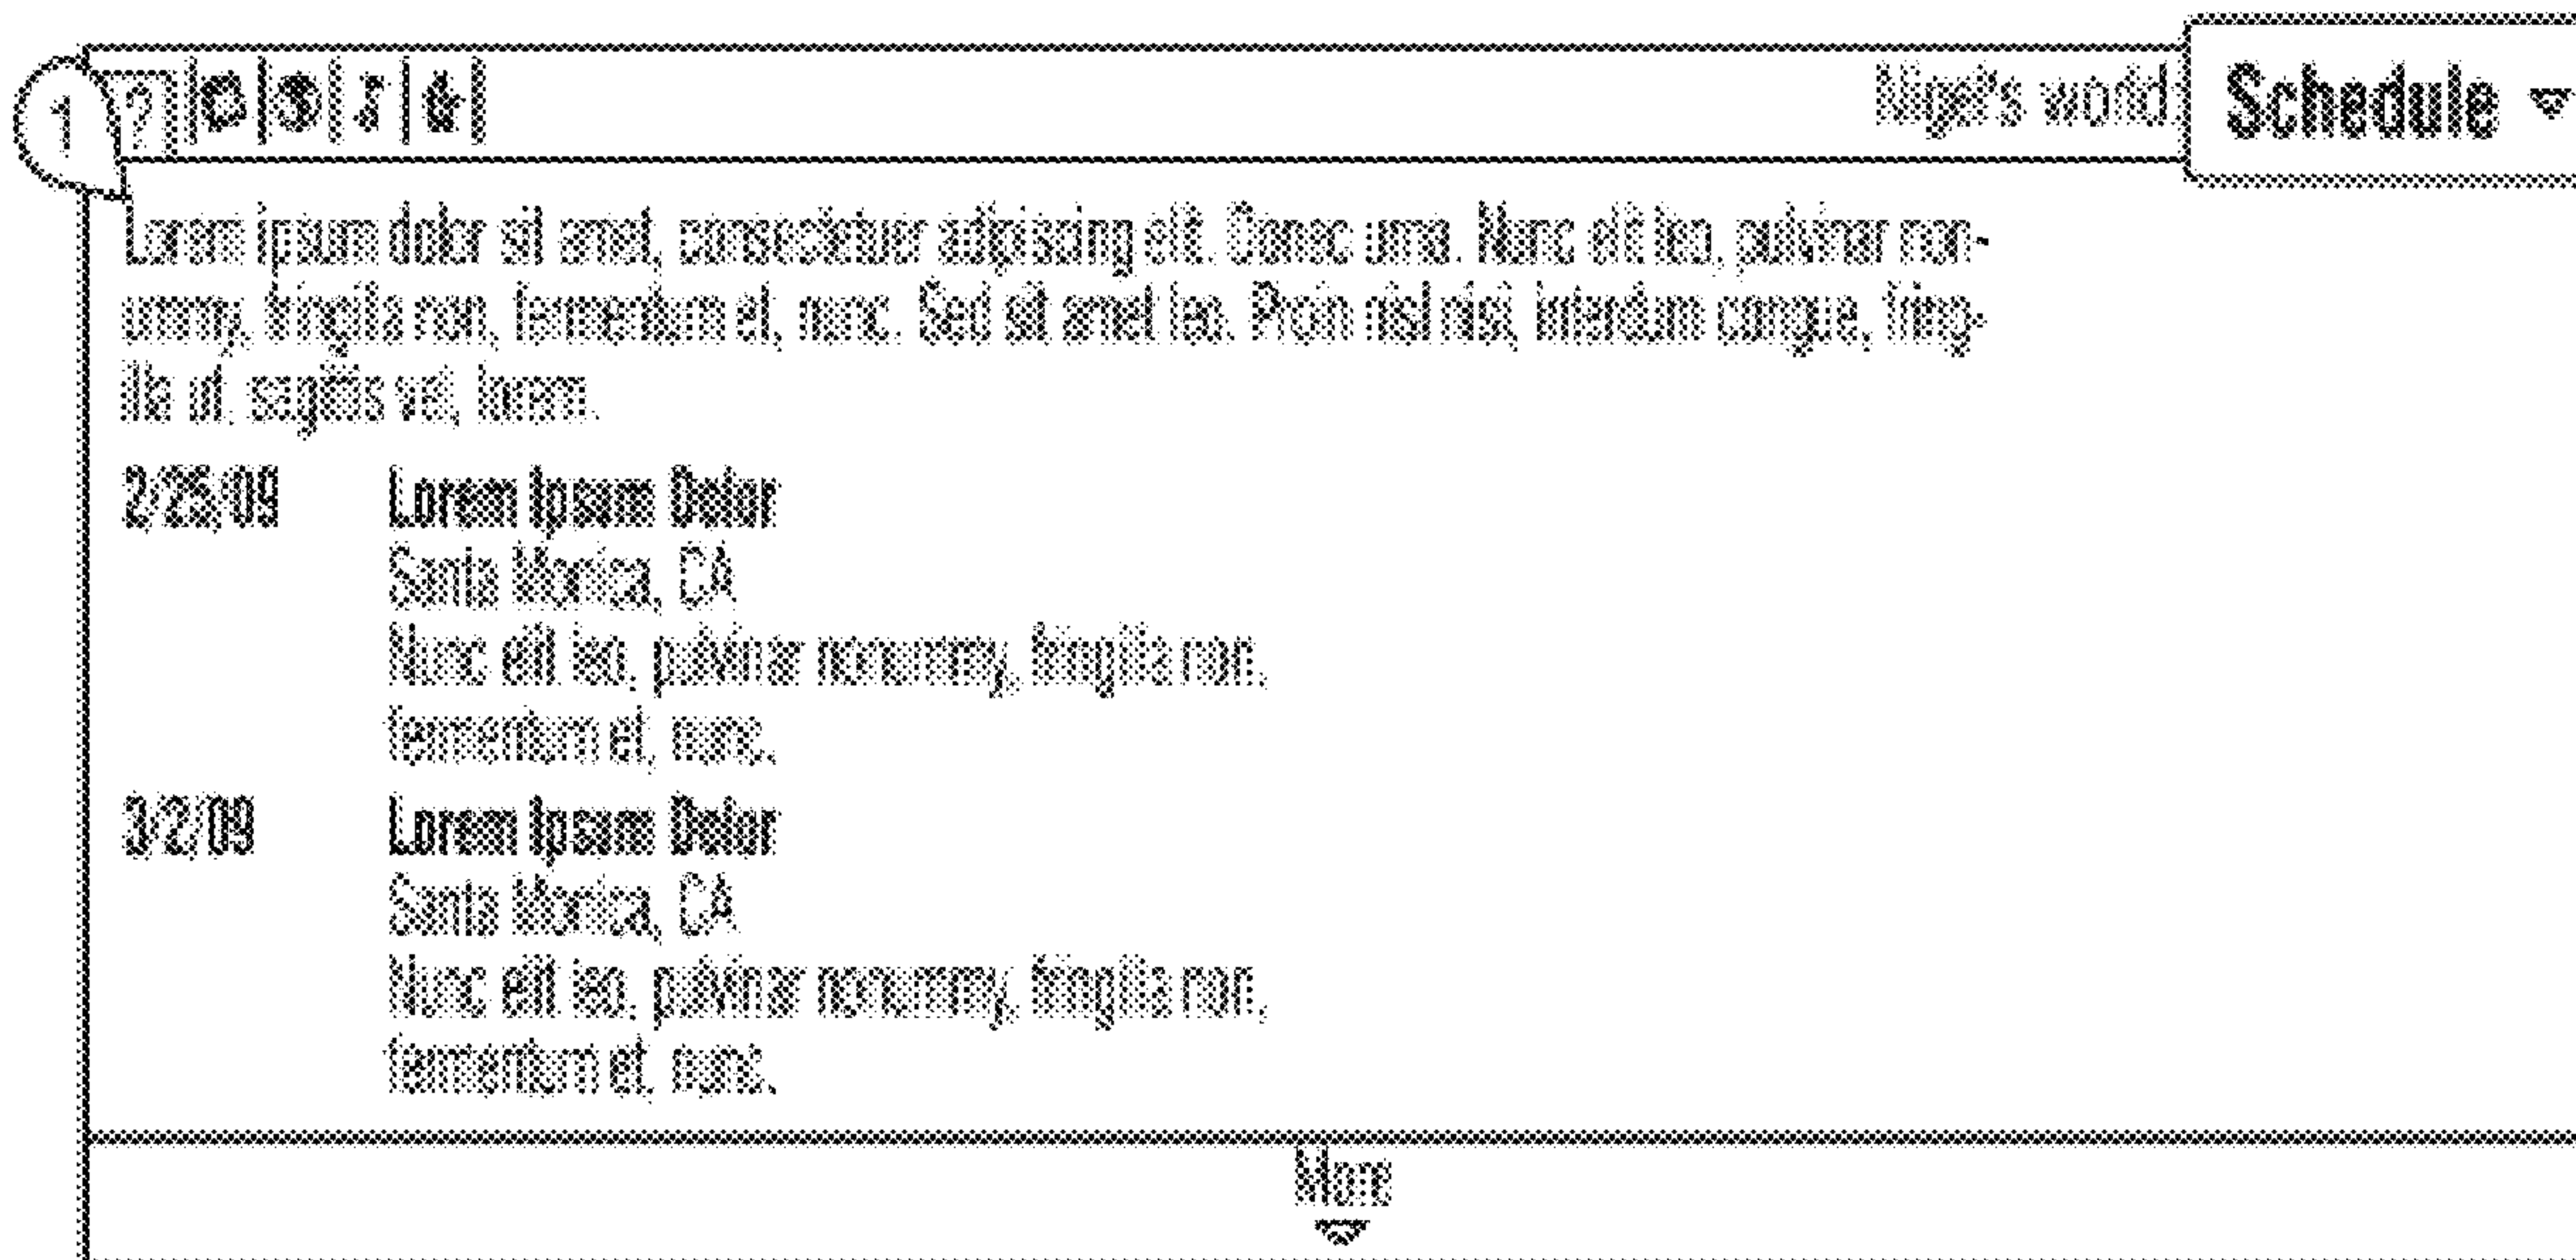 1 ? Nigel's world: Schedule
Lorem ipsum dolor sit amet, consectetuer adipiscing elit. Donec urna. Nunc elit leo, pulvinar non-
ummy, fringilla non, fermentum et, nunc. Sed sit amet leo. Proin nisl nisi, interdum congue, fring-
illa ut, sagittis vel, lorem.
2/25/09 Lorem Ipsum Dolor
Santa Monica, CA
Nunc elit leo, pulvinar nonummy, fringilla non,
fermentum et, nunc.
3/2/09 Lorem Ipsum Dolor
Santa Monica, CA
Nunc elit leo, pulvinar nonummy, fringilla non,
fermentum et, nunc.
More